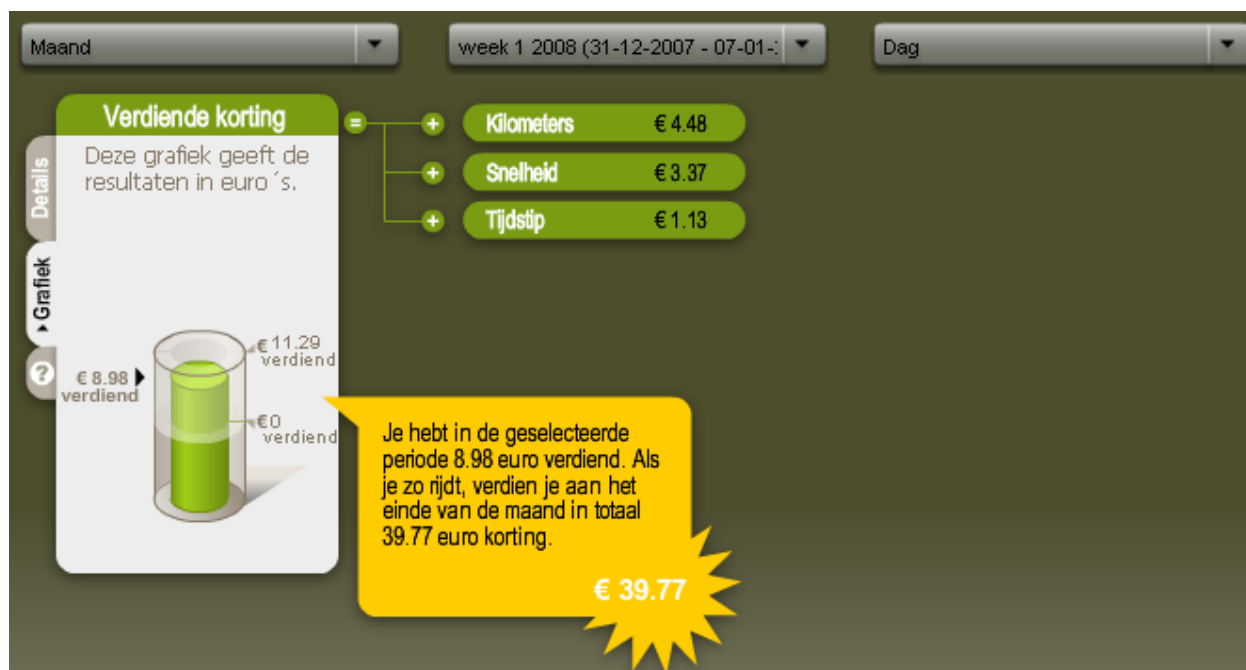 Maand
week 1 2008 (31-12-2007 - 07-01-
Dag
Verdiende korting
=
+ Kilometers € 4.48
+ Snelheid € 3.37
+ Tijdstip € 1.13
Details
Grafiek
?
Deze grafiek geeft de
resultaten in euro´s.
€ 11.29
verdiend
€ 8.98
verdiend
€0
verdiend
Je hebt in de geselecteerde
periode 8.98 euro verdiend. Als
je zo rijdt, verdien je aan het
einde van de maand in totaal
39.77 euro korting.
€ 39.77